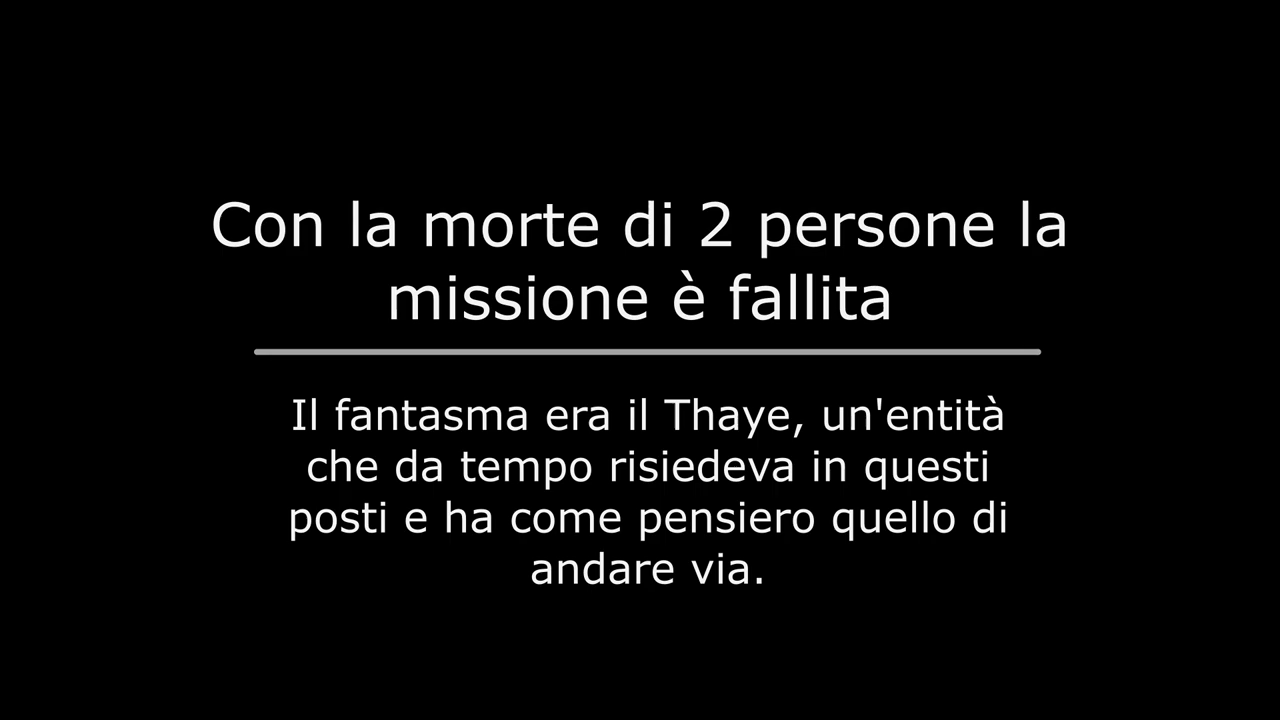 Con la morte di 2 persone la
missione è fallita
Il fantasma era il Thaye, un'entità
che da tempo risiedeva in questi
posti e ha come pensiero quello di
andare via.